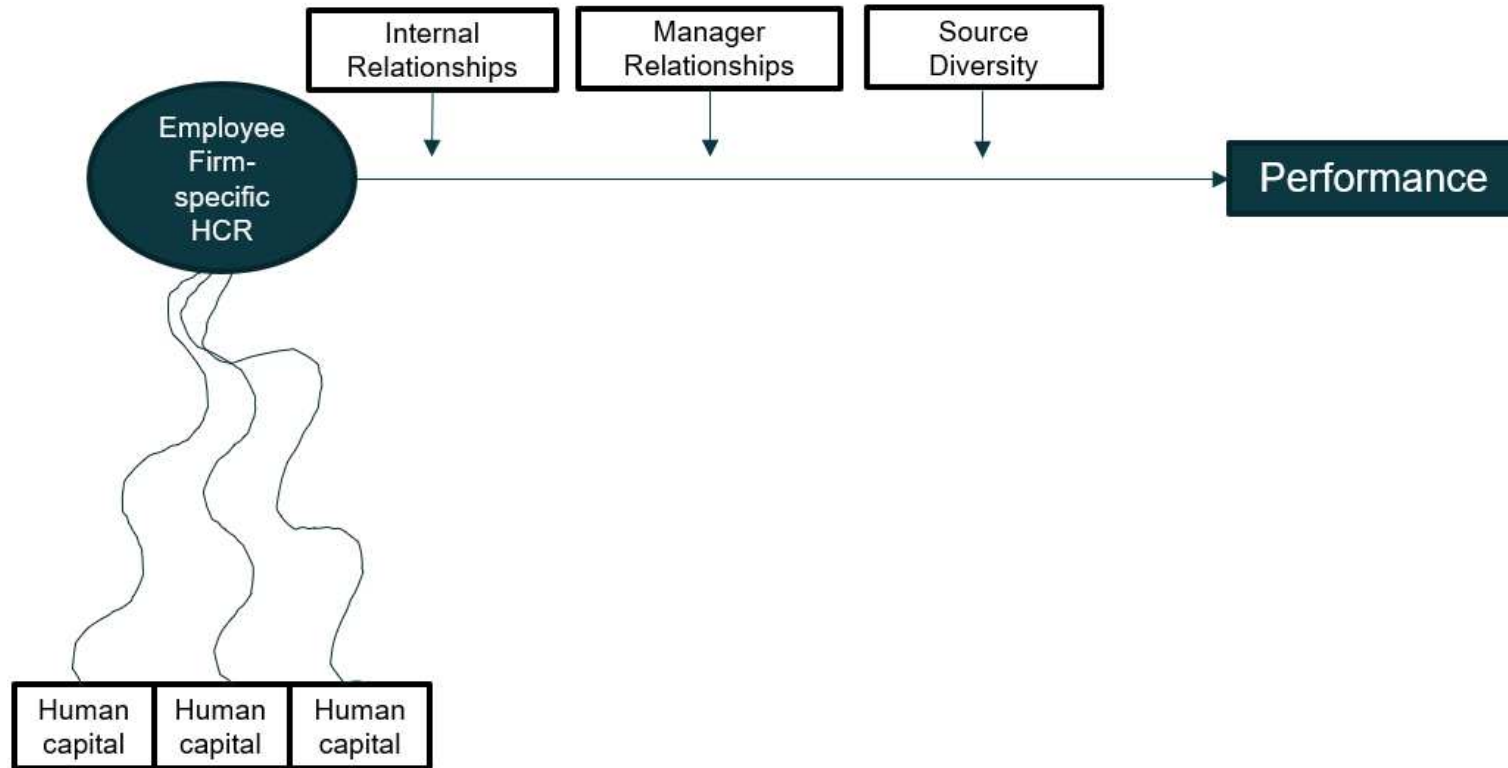 Internal
Relationships
Manager
Relationships
Source
Diversity
Employee
Firm-
specific
HCR
Performance
Human
capital
Human
capital
Human
capital